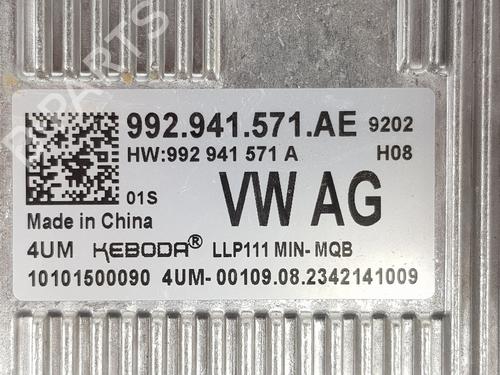 992.941.571.AE 9202
HW:992 941 571 A H08
01S VW AG
Made in China
4UM KEBODA® LLP111 MIN- MQB
10101500090 4UM- 00109.08.2342141009